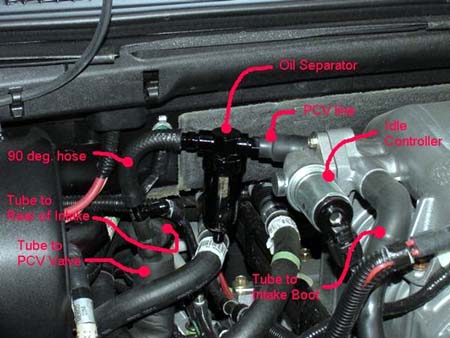 Oil Separator
PCV line
Idle
Controller
90 deg. hose
Tube to
Rear of Intake
Tube to
PCV Valve
Tube to
Intake Boot